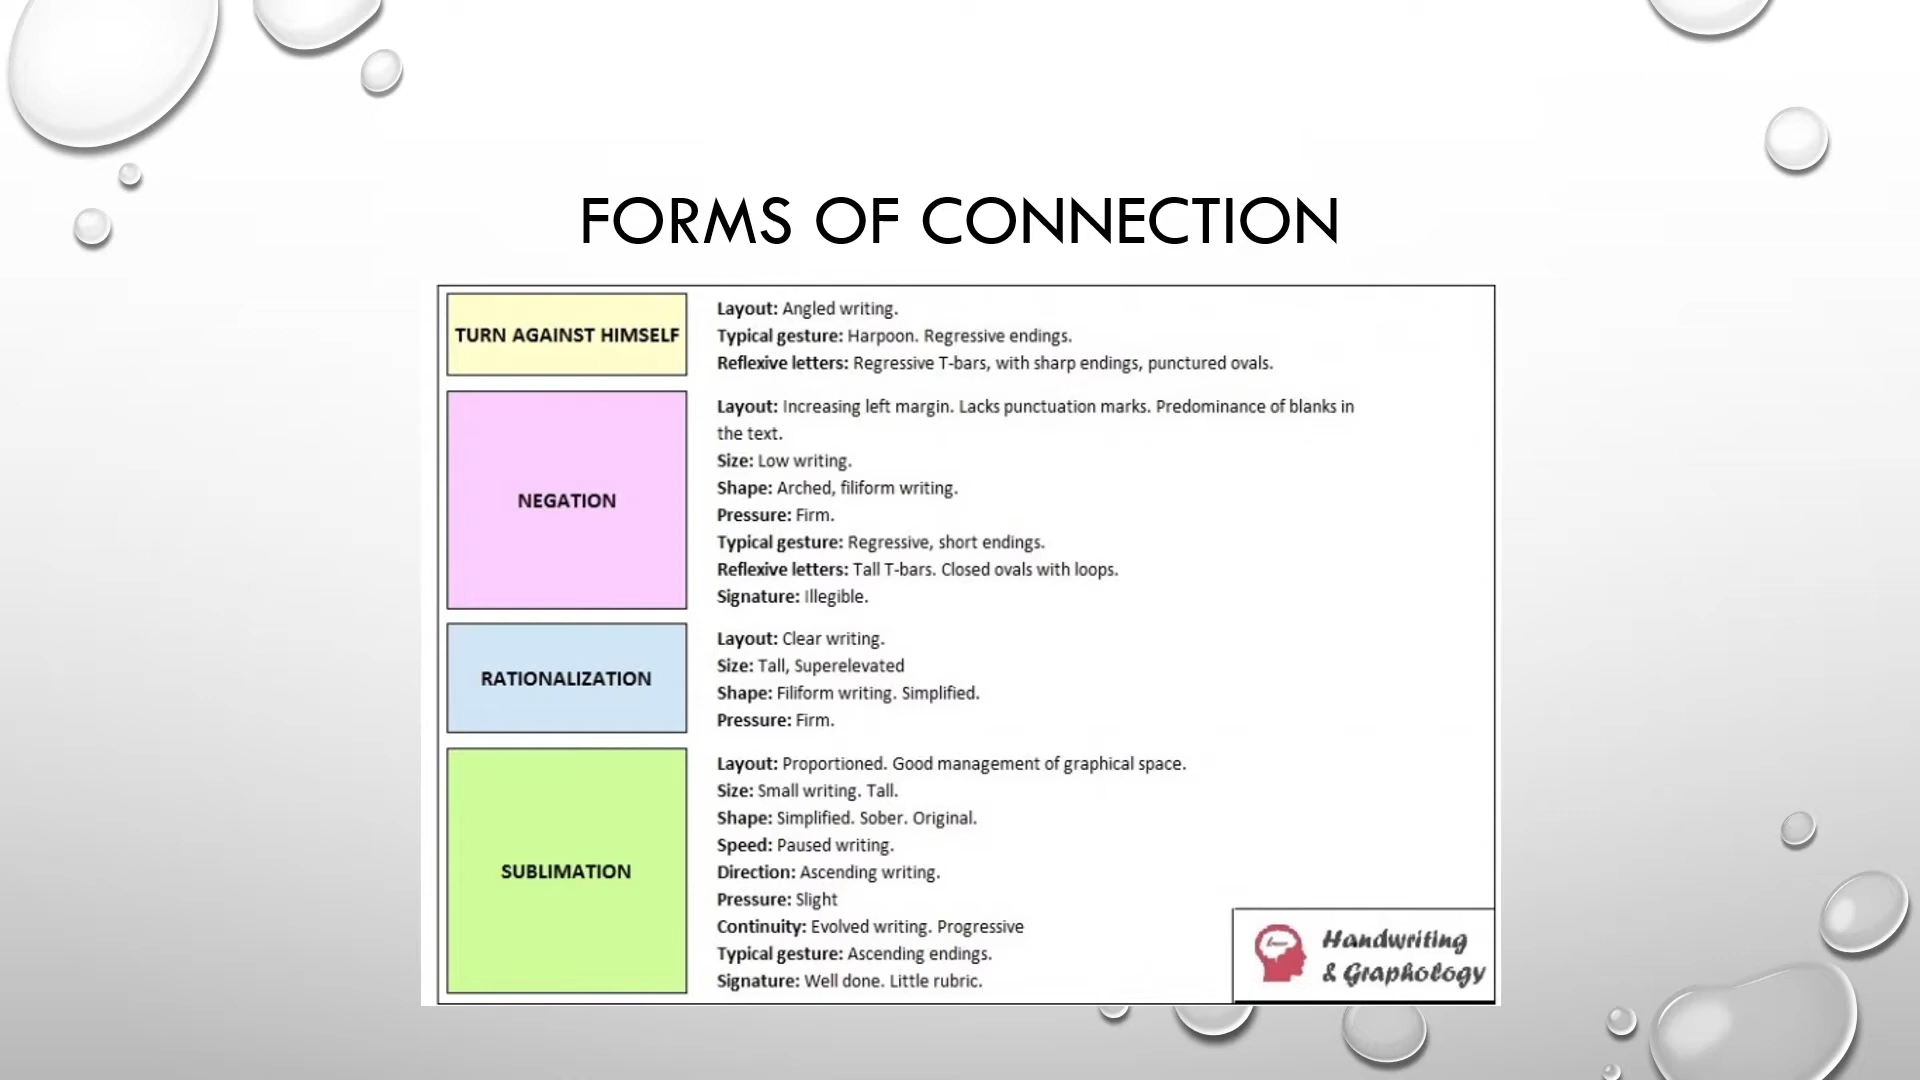 FORMS OF CONNECTION
TURN AGAINST HIMSELF
Layout: Angled writing.
Typical gesture: Harpoon. Regressive endings.
Reflexive letters: Regressive T-bars, with sharp endings, punctured ovals.
NEGATION
Layout: Increasing left margin. Lacks punctuation marks. Predominance of blanks in
the text.
Size: Low writing.
Shape: Arched, filiform writing.
Pressure: Firm.
Typical gesture: Regressive, short endings.
Reflexive letters: Tall T-bars. Closed ovals with loops.
Signature: Illegible.
RATIONALIZATION
Layout: Clear writing.
Size: Tall, Superelevated
Shape: Filiform writing. Simplified.
Pressure: Firm.
SUBLIMATION
Layout: Proportioned. Good management of graphical space.
Size: Small writing. Tall.
Shape: Simplified. Sober. Original.
Speed: Paused writing.
Direction: Ascending writing.
Pressure: Slight
Continuity: Evolved writing. Progressive
Typical gesture: Ascending endings.
Signature: Well done. Little rubric.
Handwriting
& Graphology